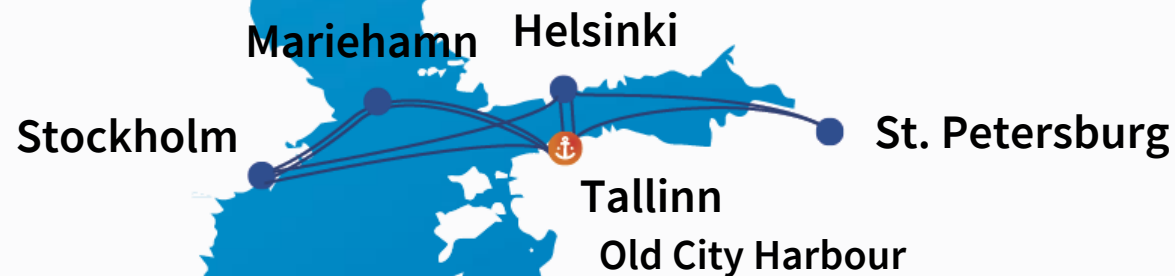 Mariehamn
Helsinki
Stockholm
St. Petersburg
Tallinn
Old City Harbour